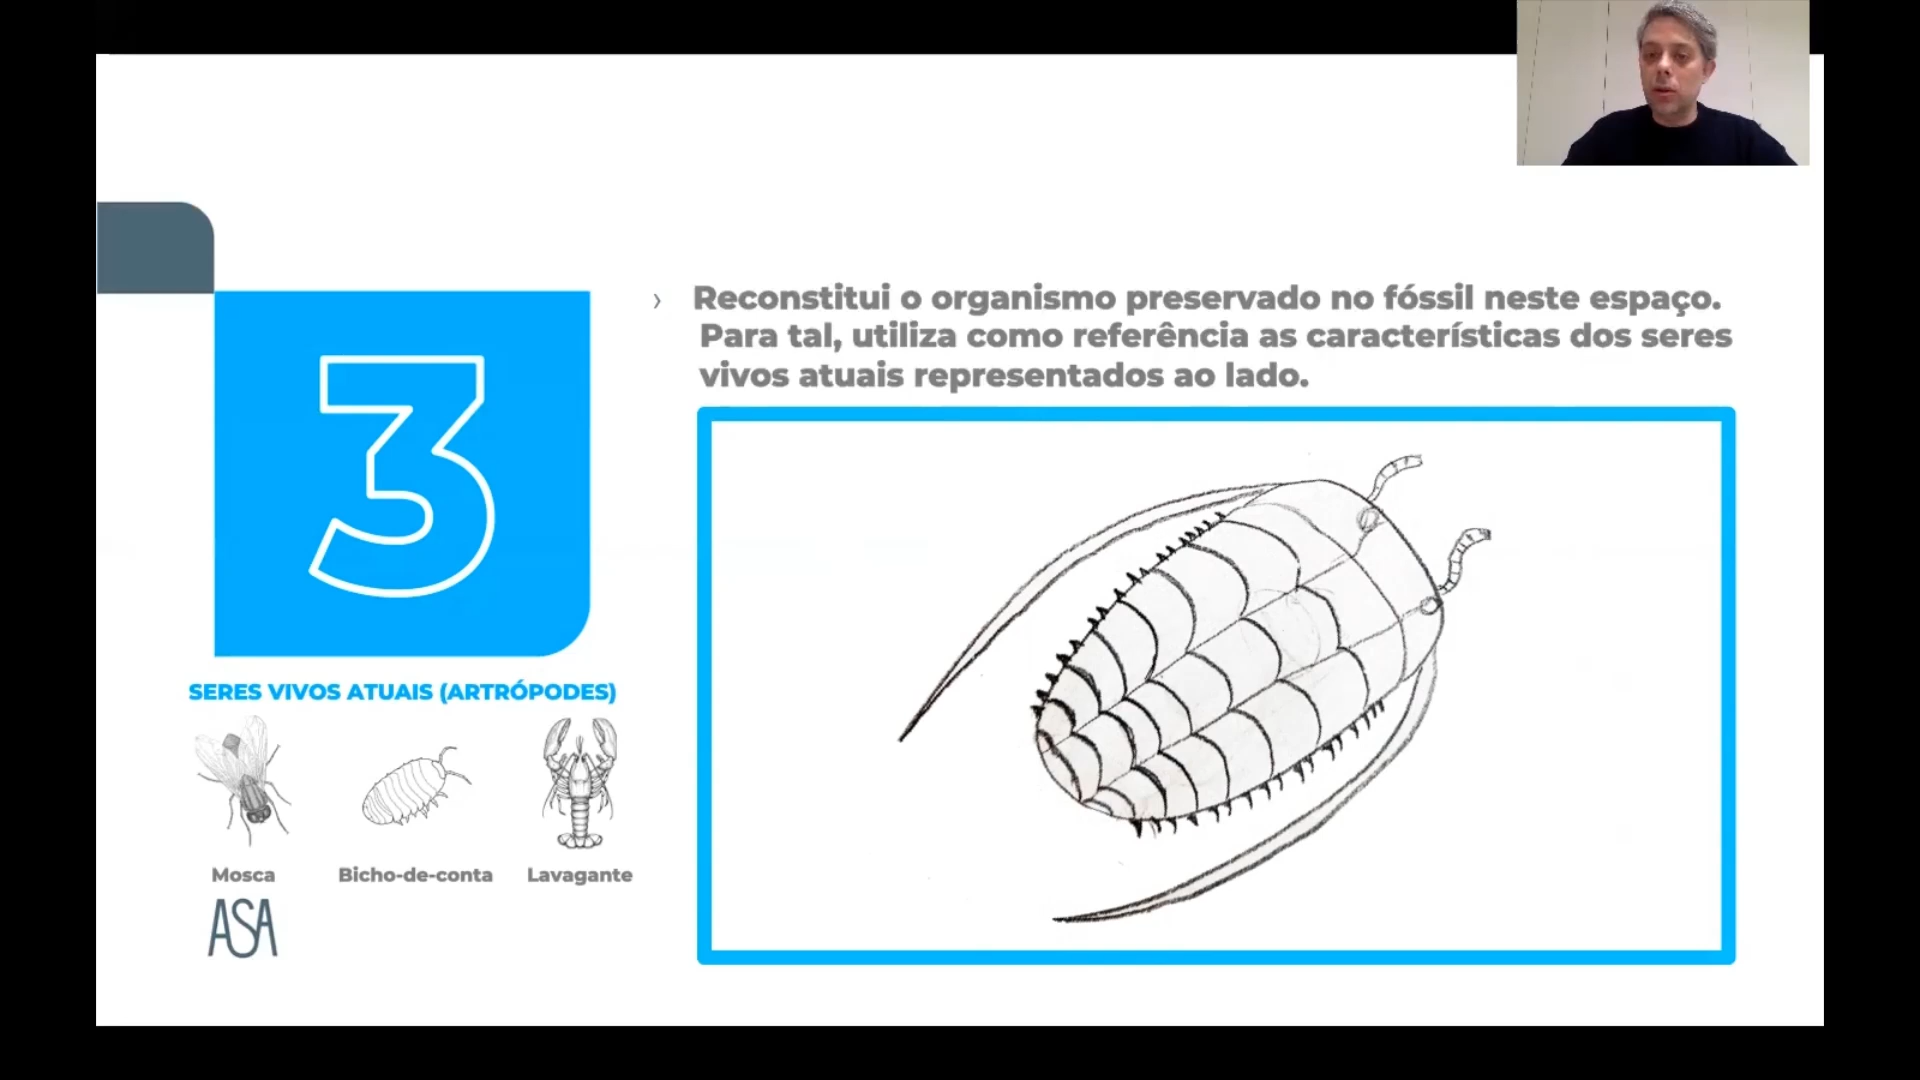 3
› Reconstitui o organismo preservado no fóssil neste espaço.
Para tal, utiliza como referência as características dos seres
vivos atuais representados ao lado.
SERES VIVOS ATUAIS (ARTRÓPODES)
Mosca Bicho-de-conta Lavagante
ASA